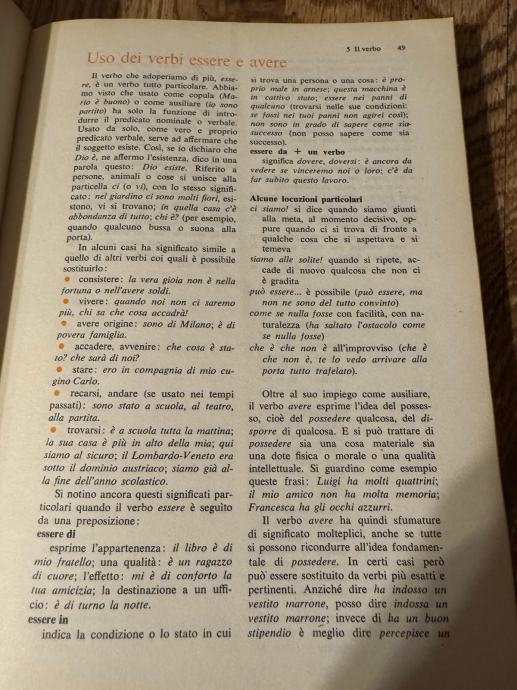 5 Il verbo 49
Uso dei verbi essere e avere
Il verbo che adoperiamo di più, esse-
re, è un verbo tutto particolare. Abbia-
mo visto che usato come copula (Ma-
rio è buono) o come ausiliare (io sono
partito) ha solo la funzione di intro-
durre il predicato nominale o verbale.
Usato da solo, come vero e proprio
predicato verbale, serve ad affermare che
il soggetto esiste. Così, se io dichiaro che
Dio è, ne affermo l'esistenza, dico in una
parola questo: Dio esiste. Riferito a
persone, animali o cose si unisce alla
particella ci (o vi), con lo stesso signifi-
cato: nel giardino ci sono molti fiori, esi-
stono, vi si trovano; in quella casa c'è
abbondanza di tutto; chi è? (per esempio,
quando qualcuno bussa o suona alla
porta).
In alcuni casi ha significato simile a
quello di altri verbi coi quali è possibile
sostituirlo:
• consistere: la vera gioia non è nella
fortuna o nell'avere soldi.
• vivere: quando noi non ci saremo
più, chi sa che cosa accadrà!
• avere origine: sono di Milano; è di
povera famiglia.
• accadere, avvenire: che cosa è sta-
to? che sarà di noi?
• stare: ero in compagnia di mio cu-
gino Carlo.
• recarsi, andare (se usato nei tempi
passati): sono stato a scuola, al teatro,
alla partita.
• trovarsi: è a scuola tutta la mattina;
la sua casa è più in alto della mia; qui
siamo al sicuro; il Lombardo-Veneto era
sotto il dominio austriaco; siamo già al-
la fine dell'anno scolastico.
Si notino ancora questi significati par-
ticolari quando il verbo essere è seguito
da una preposizione:
essere di
esprime l'appartenenza: il libro è di
mio fratello; una qualità: è un ragazzo
di cuore; l'effetto: mi è di conforto la
tua amicizia; la destinazione a un uffi-
cio: è di turno la notte.
essere in
indica la condizione o lo stato in cui
si trova una persona o una cosa: è pro-
prio male in arnese; questa macchina è
in cattivo stato; essere nei panni di
qualcuno (trovarsi nelle sue condizioni:
se fossi nei tuoi panni non agirei così);
non sono in grado di sapere come sia-
successo (non posso sapere come sia
successo).
essere da + un verbo
significa dovere, doversi: è ancora da
vedere se vinceremo noi o loro; c'è da
far subito questo lavoro.
Alcune locuzioni particolari
ci siamo! si dice quando siamo giunti
alla meta, al momento decisivo, op-
pure quando ci si trova di fronte a
qualche cosa che si aspettava e si
temeva
siamo alle solite! quando si ripete, ac-
cade di nuovo qualcosa che non ci
è gradita
può essere... è possibile (può essere, ma
non ne sono del tutto convinto)
come se nulla fosse con facilità, con na-
turalezza (ha saltato l'ostacolo come
se nulla fosse)
che è che non è all'improvviso (che è
che non è, te lo vedo arrivare alla
porta tutto trafelato).
Oltre al suo impiego come ausiliare,
il verbo avere esprime l'idea del posses-
so, cioè del possedere qualcosa, del di-
sporre di qualcosa. E si può trattare di
possedere sia una cosa materiale sia
una dote fisica o morale o una qualità
intellettuale. Si guardino come esempio
queste frasi: Luigi ha molti quattrini;
il mio amico non ha molta memoria;
Francesca ha gli occhi azzurri.
Il verbo avere ha quindi sfumature
di significato molteplici, anche se tutte
si possono ricondurre all'idea fondamen-
tale di possedere. In certi casi però
può essere sostituito da verbi più esatti e
pertinenti. Anziché dire ha indosso un
vestito marrone, posso dire indossa un
vestito marrone; invece di ha un buon
stipendio è meglio dire percepisce un